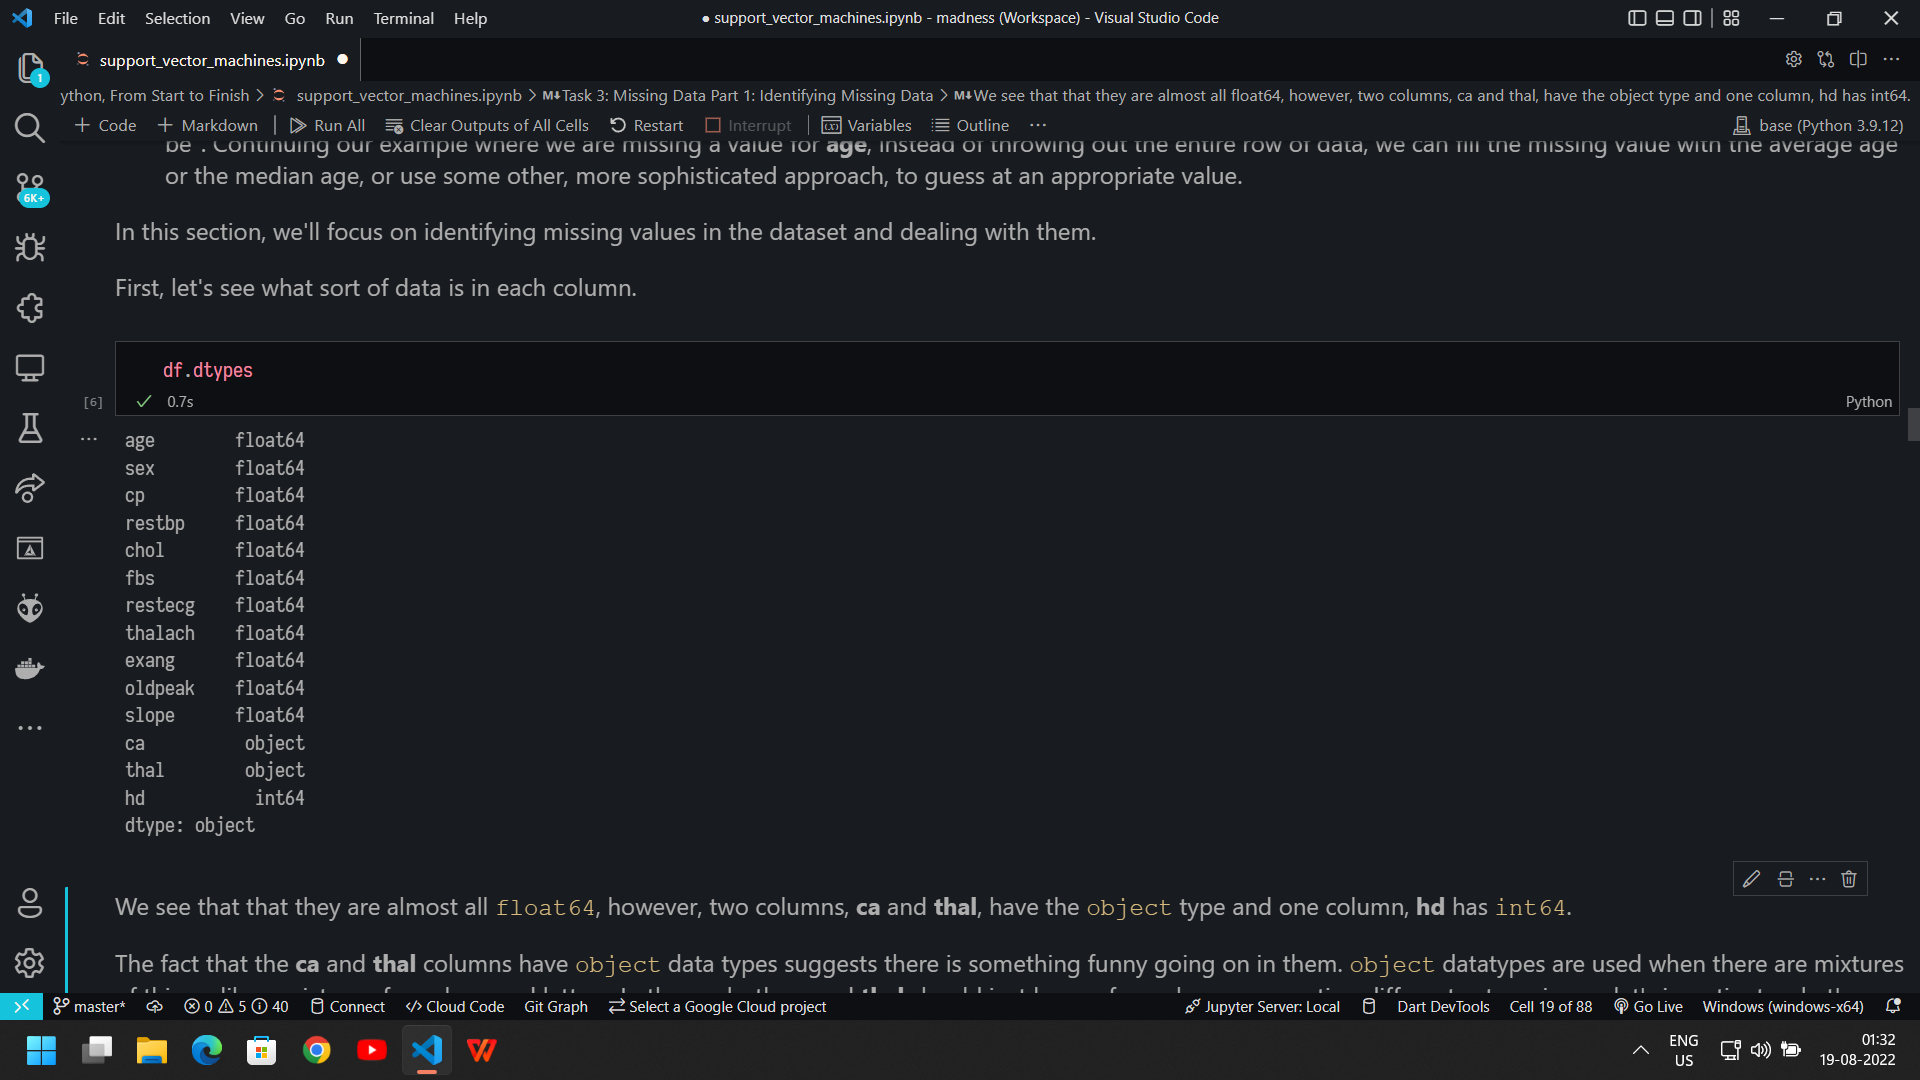 File Edit Selection View Go Run Terminal Help
● support_vector_machines.ipynb - madness (Workspace) - Visual Studio Code
support_vector_machines.ipynb ●
ython, From Start to Finish > support_vector_machines.ipynb > M↓Task 3: Missing Data Part 1: Identifying Missing Data > M↓We see that that they are almost all float64, however, two columns, ca and thal, have the object type and one column, hd has int64.
+ Code + Markdown | Run All Clear Outputs of All Cells Restart Interrupt | Variables Outline ...
base (Python 3.9.12)
be". Continuing our example where we are missing a value for age, instead of throwing out the entire row of data, we can fill the missing value with the average age
or the median age, or use some other, more sophisticated approach, to guess at an appropriate value.
In this section, we'll focus on identifying missing values in the dataset and dealing with them.
First, let's see what sort of data is in each column.
df.dtypes
[6] ✓ 0.7s Python
... age float64
sex float64
cp float64
restbp float64
chol float64
fbs float64
restecg float64
thalach float64
exang float64
oldpeak float64
slope float64
ca object
thal object
hd int64
dtype: object
We see that that they are almost all float64, however, two columns, ca and thal, have the object type and one column, hd has int64.
The fact that the ca and thal columns have object data types suggests there is something funny going on in them. object datatypes are used when there are mixtures
1
6K+
master* 0 5 40 Connect Cloud Code Git Graph Select a Google Cloud project
Jupyter Server: Local Dart DevTools Cell 19 of 88 Go Live Windows (windows-x64)
ENG
US
01:32
19-08-2022